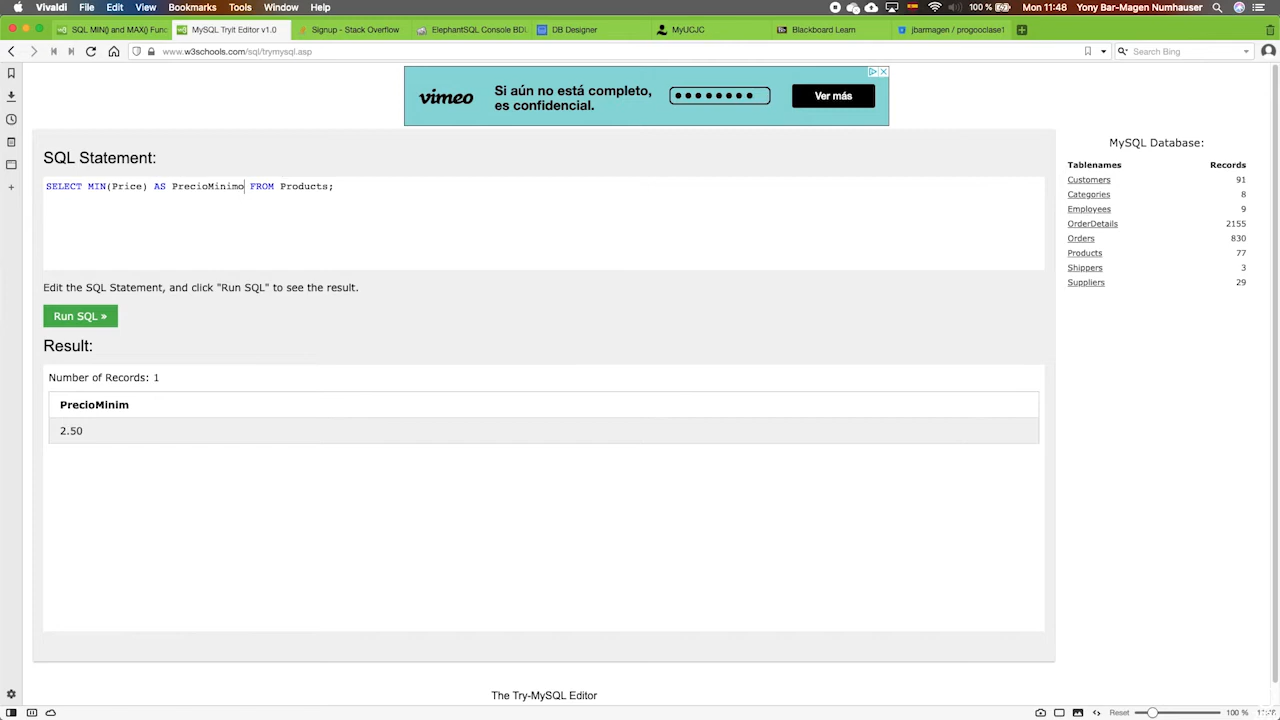 Vivaldi File Edit View Bookmarks Mail Tools Window Help 100 % Mon 11:48 Yony Bar-Magen Numhauser
SQL MIN() and MAX() Func MySQL Tryit Editor v1.0 Signup - Stack Overflow ElephantSQL Console BDU DB Designer MyUCJC Blackboard Learn jbarmagen / progooclase1
www.w3schools.com/sql/trymysql.asp Search Bing
vimeo
Si aún no está completo,
es confidencial.
Ver más
SQL Statement:
SELECT MIN(Price) AS PrecioMinimo FROM Products;
Edit the SQL Statement, and click "Run SQL" to see the result.
Run SQL »
Result:
Number of Records: 1
PrecioMinim
2.50
MySQL Database:
Tablenames Records
Customers 91
Categories 8
Employees 9
OrderDetails 2155
Orders 830
Products 77
Shippers 3
Suppliers 29
The Try-MySQL Editor
Reset 100 %